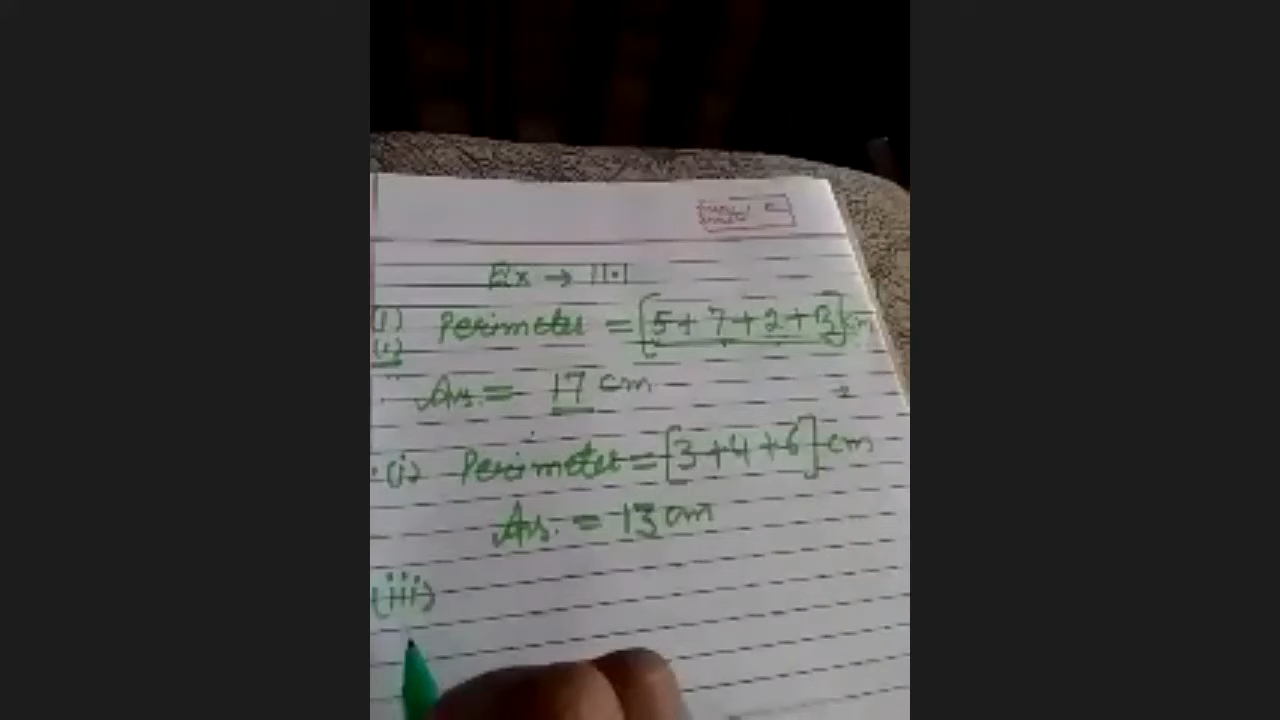 Ex → 11.1
(1) Perimeter = [5+7+2+3] cm
(i)
Ans. = 17 cm
(i) Perimeter = [3+4+6] cm
Ans. = 13 cm
(iii)